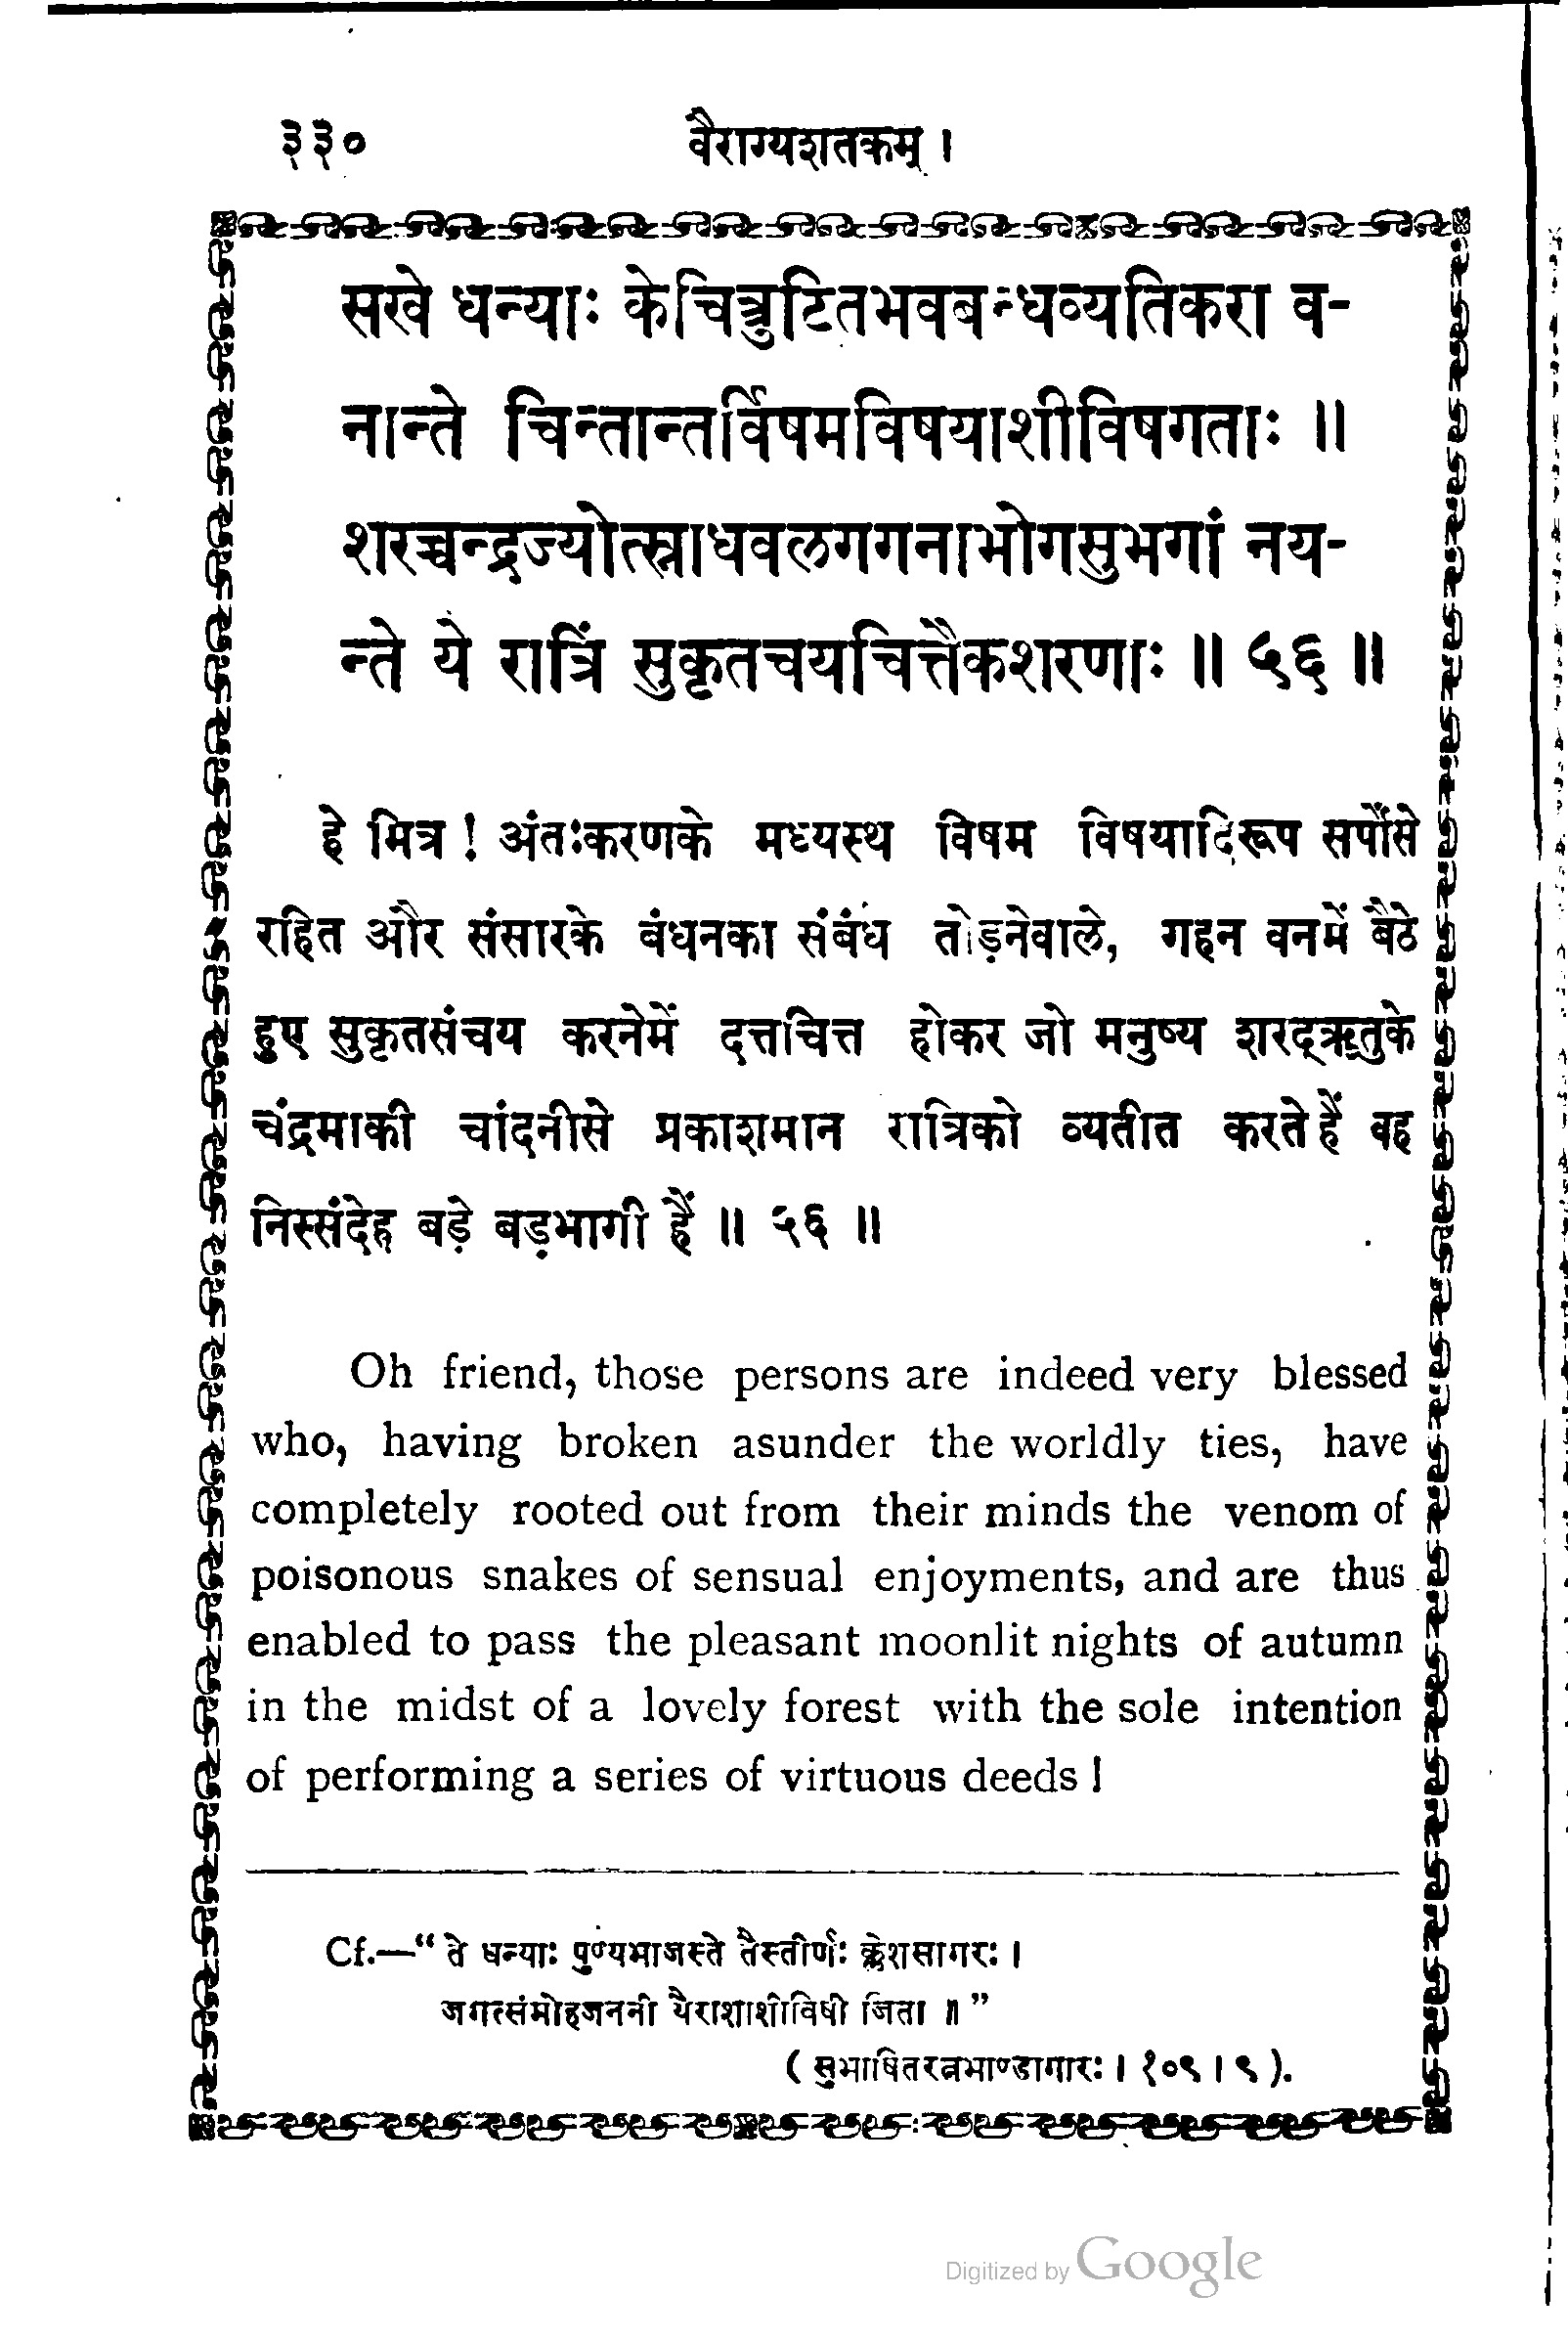 ३३० वैराग्यशतकम् ।
सखे धन्याः केचित्त्रुटितभवबन्धव्यतिकरा व-
नान्ते चिन्तान्तर्विषमविषयाशीविषगताः ॥
शरच्चन्द्रज्योत्स्नाधवलगगनाभोगसुभगां नय-
न्ते ये रात्रिं सुकृतचयचित्तैकशरणाः ॥ ५६ ॥
हे मित्र ! अंतःकरणके मध्यस्थ विषम विषयादिरूप सर्पोंसे
रहित और संसारके बंधनका संबंध तोड़नेवाले, गहन वनमें बैठे
हुए सुकृतसंचय करनेमें दत्तचित्त होकर जो मनुष्य शरदऋतुके
चंद्रमाकी चांदनीसे प्रकाशमान रात्रिको व्यतीत करते हैं वह
निस्संदेह बड़े बड़भागी हैं ॥ ५६ ॥
Oh friend, those persons are indeed very blessed
who, having broken asunder the worldly ties, have
completely rooted out from their minds the venom of
poisonous snakes of sensual enjoyments, and are thus
enabled to pass the pleasant moonlit nights of autumn
in the midst of a lovely forest with the sole intention
of performing a series of virtuous deeds !
Cf.—“ ते धन्याः पुण्यभाजस्ते तैस्तीर्णः क्लेशसागरः ।
जगत्संमोहजननी यैराशाशीविषी जिता ॥ ”
( सुभाषितरत्नभाण्डागारः । १०९ । ९ ).
Digitized by Google